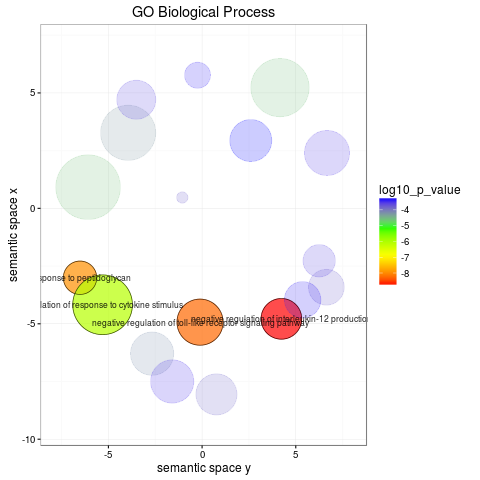 GO Biological Process
semantic space x
5
0
-5
-10
sponse to peptidoglycan
lation of response to cytokine stimulus
negative regulation of interleukin-12 productio
negative regulation of toll-like receptor signaling pathway
-5
0
5
semantic space y
log10_p_value
-4
-5
-6
-7
-8